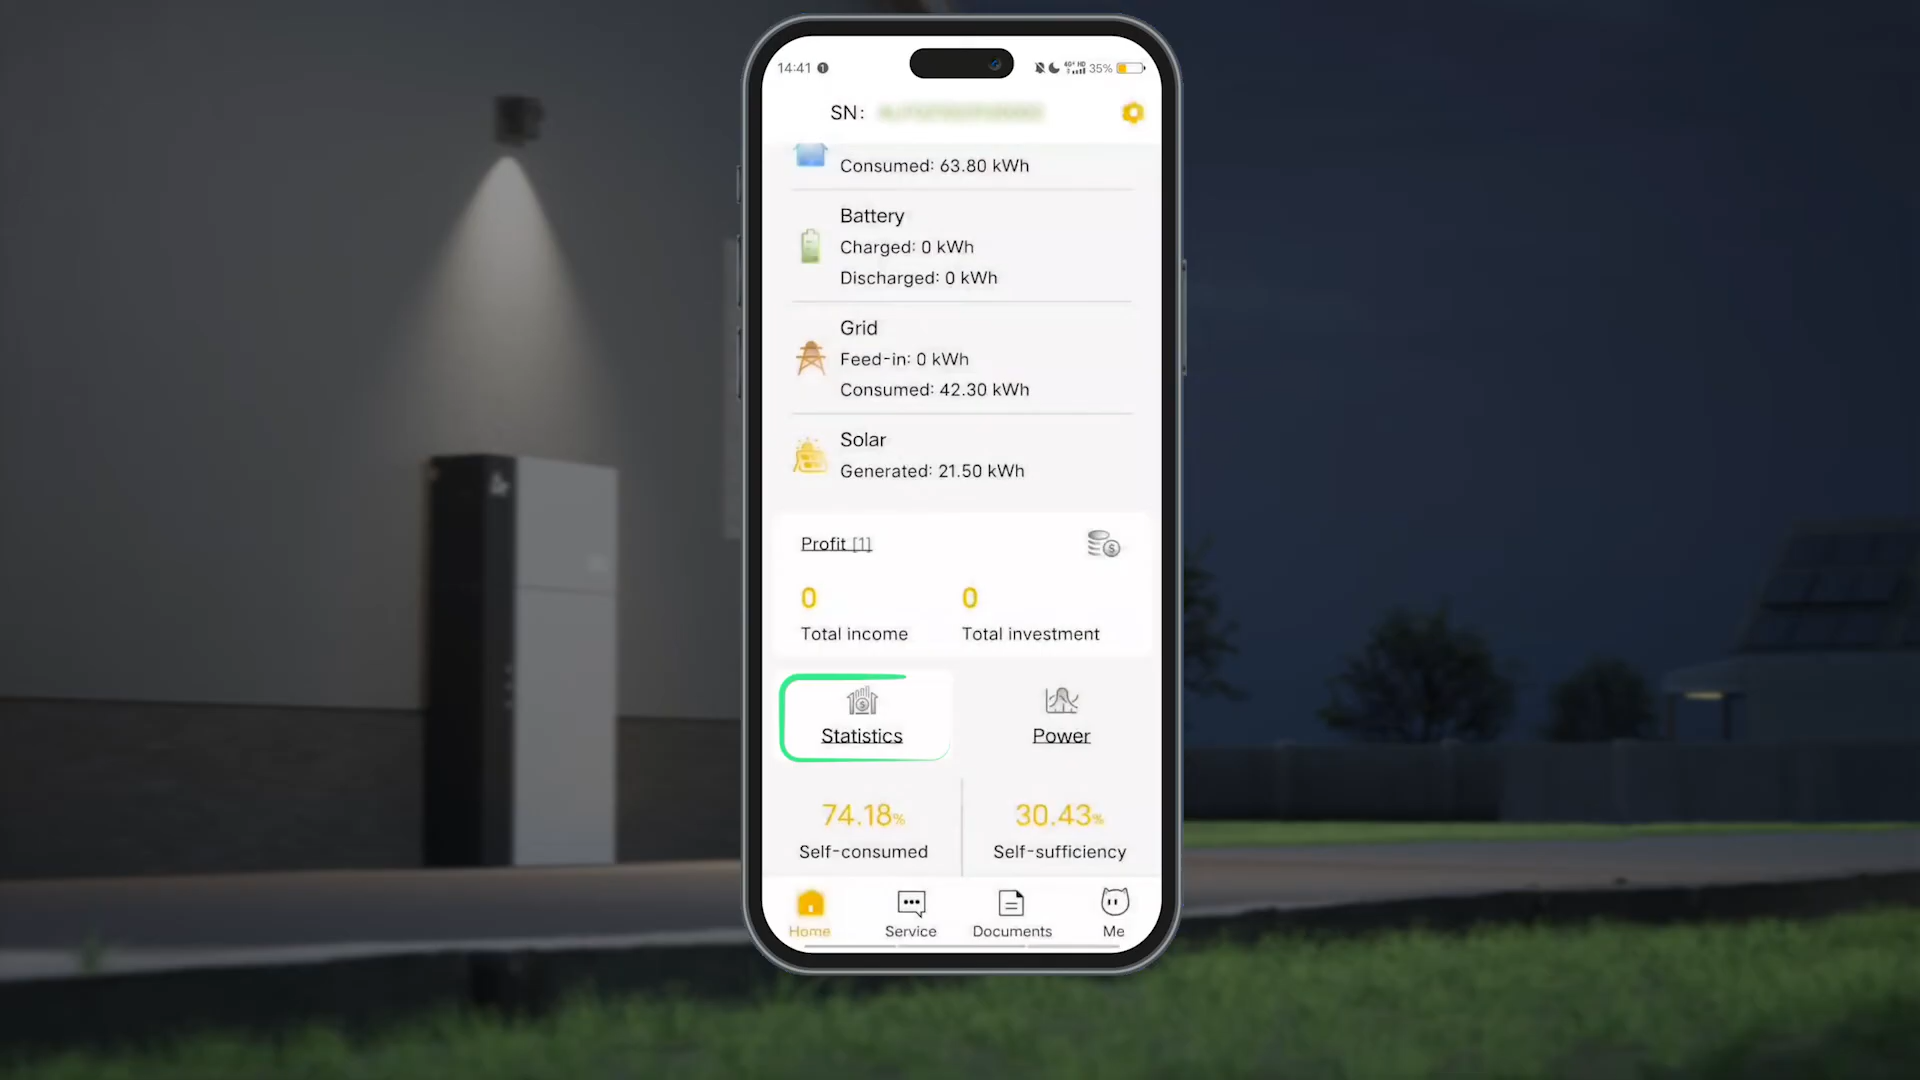 14:41
35%
SN:
Consumed: 63.80 kWh
Battery
Charged: 0 kWh
Discharged: 0 kWh
Grid
Feed-in: 0 kWh
Consumed: 42.30 kWh
Solar
Generated: 21.50 kWh
Profit [1]
0 0
Total income Total investment
Statistics Power
74.18% 30.43%
Self-consumed Self-sufficiency
Home Service Documents Me